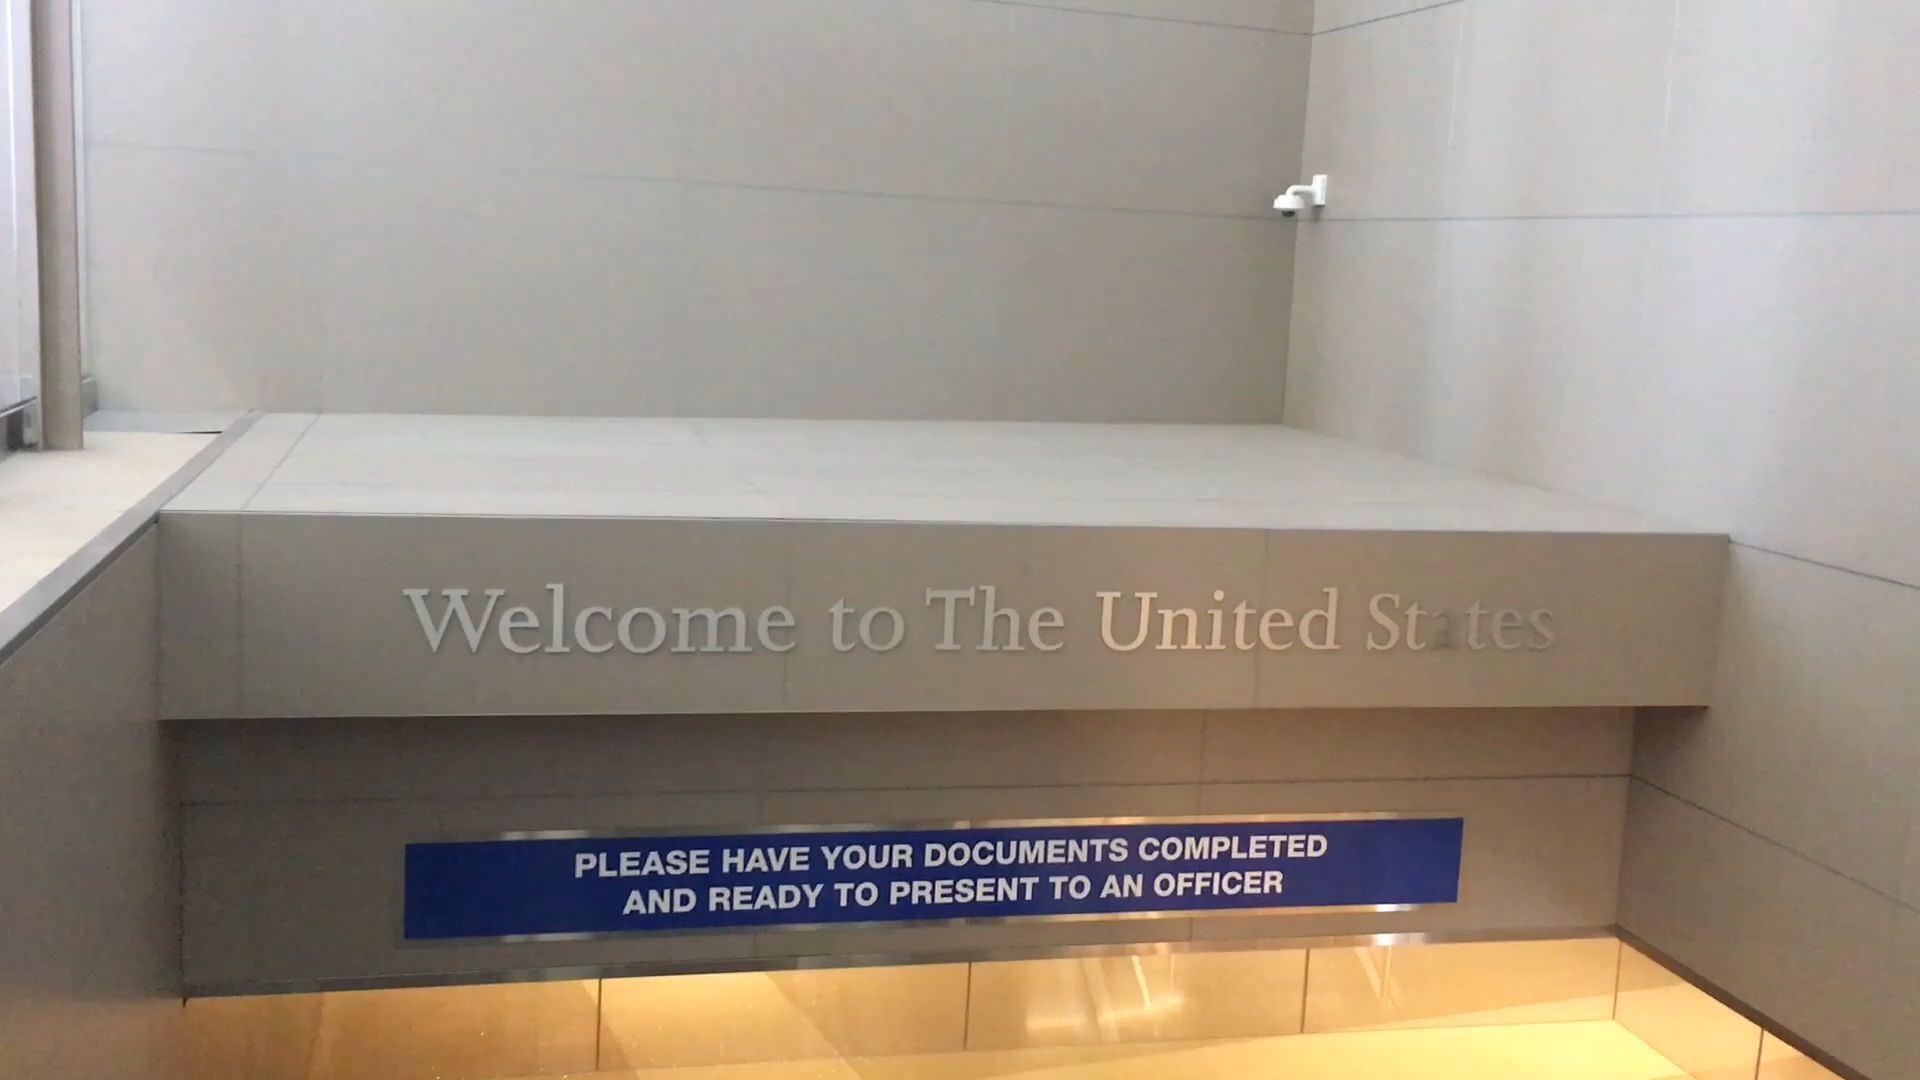 Welcome to The United States
PLEASE HAVE YOUR DOCUMENTS COMPLETED
AND READY TO PRESENT TO AN OFFICER